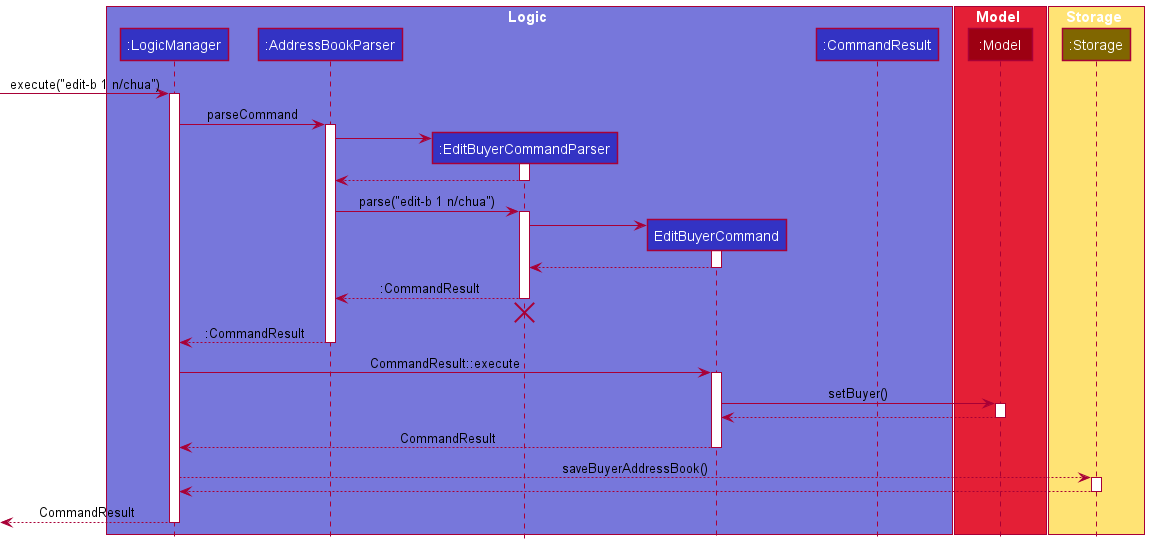 Logic
Model
Storage
:LogicManager
:AddressBookParser
:CommandResult
:Model
:Storage
execute("edit-b 1 n/chua")
parseCommand
:EditBuyerCommandParser
parse("edit-b 1 n/chua")
EditBuyerCommand
:CommandResult
:CommandResult
CommandResult::execute
setBuyer()
CommandResult
saveBuyerAddressBook()
CommandResult